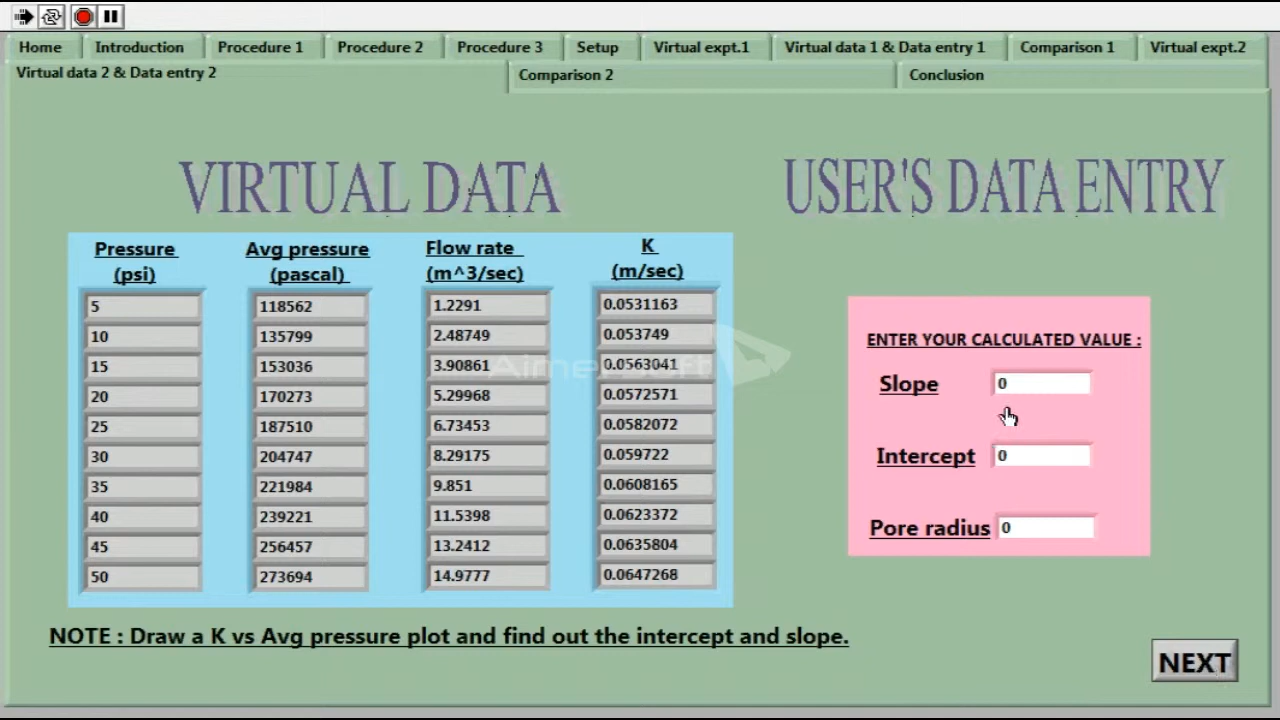 Home Introduction Procedure 1 Procedure 2 Procedure 3 Setup Virtual expt.1 Virtual data 1 & Data entry 1 Comparison 1 Virtual expt.2
Virtual data 2 & Data entry 2 Comparison 2 Conclusion
VIRTUAL DATA USER'S DATA ENTRY
Pressure Avg pressure Flow rate K
(psi) (pascal) (m^3/sec) (m/sec)
5 118562 1.2291 0.0531163
10 135799 2.48749 0.053749
15 153036 3.90861 0.0563041
20 170273 5.29968 0.0572571
25 187510 6.73453 0.0582072
30 204747 8.29175 0.059722
35 221984 9.851 0.0608165
40 239221 11.5398 0.0623372
45 256457 13.2412 0.0635804
50 273694 14.9777 0.0647268
ENTER YOUR CALCULATED VALUE :
Slope 0
Intercept 0
Pore radius 0
NOTE : Draw a K vs Avg pressure plot and find out the intercept and slope.
NEXT